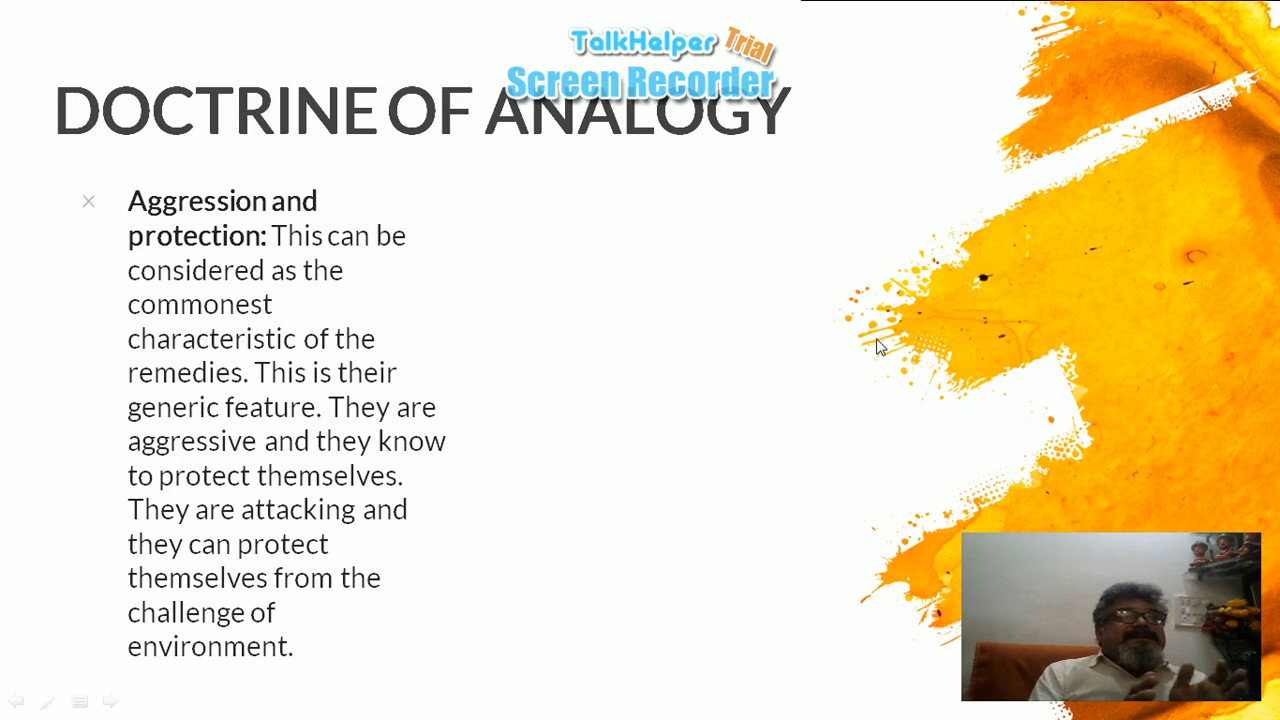 TalkHelper Trial
Screen Recorder
DOCTRINE OF ANALOGY
Aggression and
protection: This can be
considered as the
commonest
characteristic of the
remedies. This is their
generic feature. They are
aggressive and they know
to protect themselves.
They are attacking and
they can protect
themselves from the
challenge of
environment.